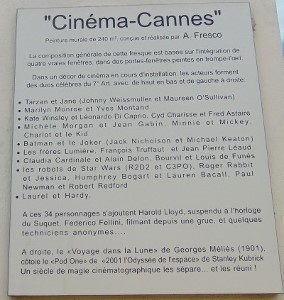 "Cinéma-Cannes"
Peinture murale de 240 m², conçue et réalisée par A. Fresco
La composition générale de cette fresque est basée sur l'intégration de
quatre vraies fenêtres, dans des portes-fenêtres peintes en trompe-l'œil
Dans un décor de cinéma en cours d'installation, les acteurs forment
des duos célèbres du 7° Art, avec, de haut en bas et de gauche à droite:
• Tarzan et Jane (Johnny Weissmuller et Maureen O'Sullivan)
• Marilyn Monroe et Yves Montand
• Kate Winsley et Léonardo Di Caprio, Cyd Charisse et Fred Astaire
• Michèle Morgan et Jean Gabin. Minnie et Mickey.
Charlot et le Kid
• Batman et le Joker (Jack Nicholson et Michael Keaton)
• Les frères Lumière. François Truffaut et Jean Pierre Léaud
• Claudia Cardinale et Alain Delon. Bourvil et Louis de Funès
• les robots de Star Wars (R2D2 et C3PO), Roger Rabbit
et Jessica, Humphrey Bogart et Lauren Bacall. Paul
Newman et Robert Redford
• Laurel et Hardy.
A ces 34 personnages s'ajoutent Harold Lloyd, suspendu à l'horloge
du Suquet, Federico Fellini, filmant depuis une grue, et quelques
techniciens anonymes....
A droite, le «Voyage dans la Lune» de Georges Méliès (1901),
côtoie le «Pod One» de «2001 l'Odyssée de l'espace» de Stanley Kubrick
Un siècle de magie cinématographique les sépare... et les réuni !